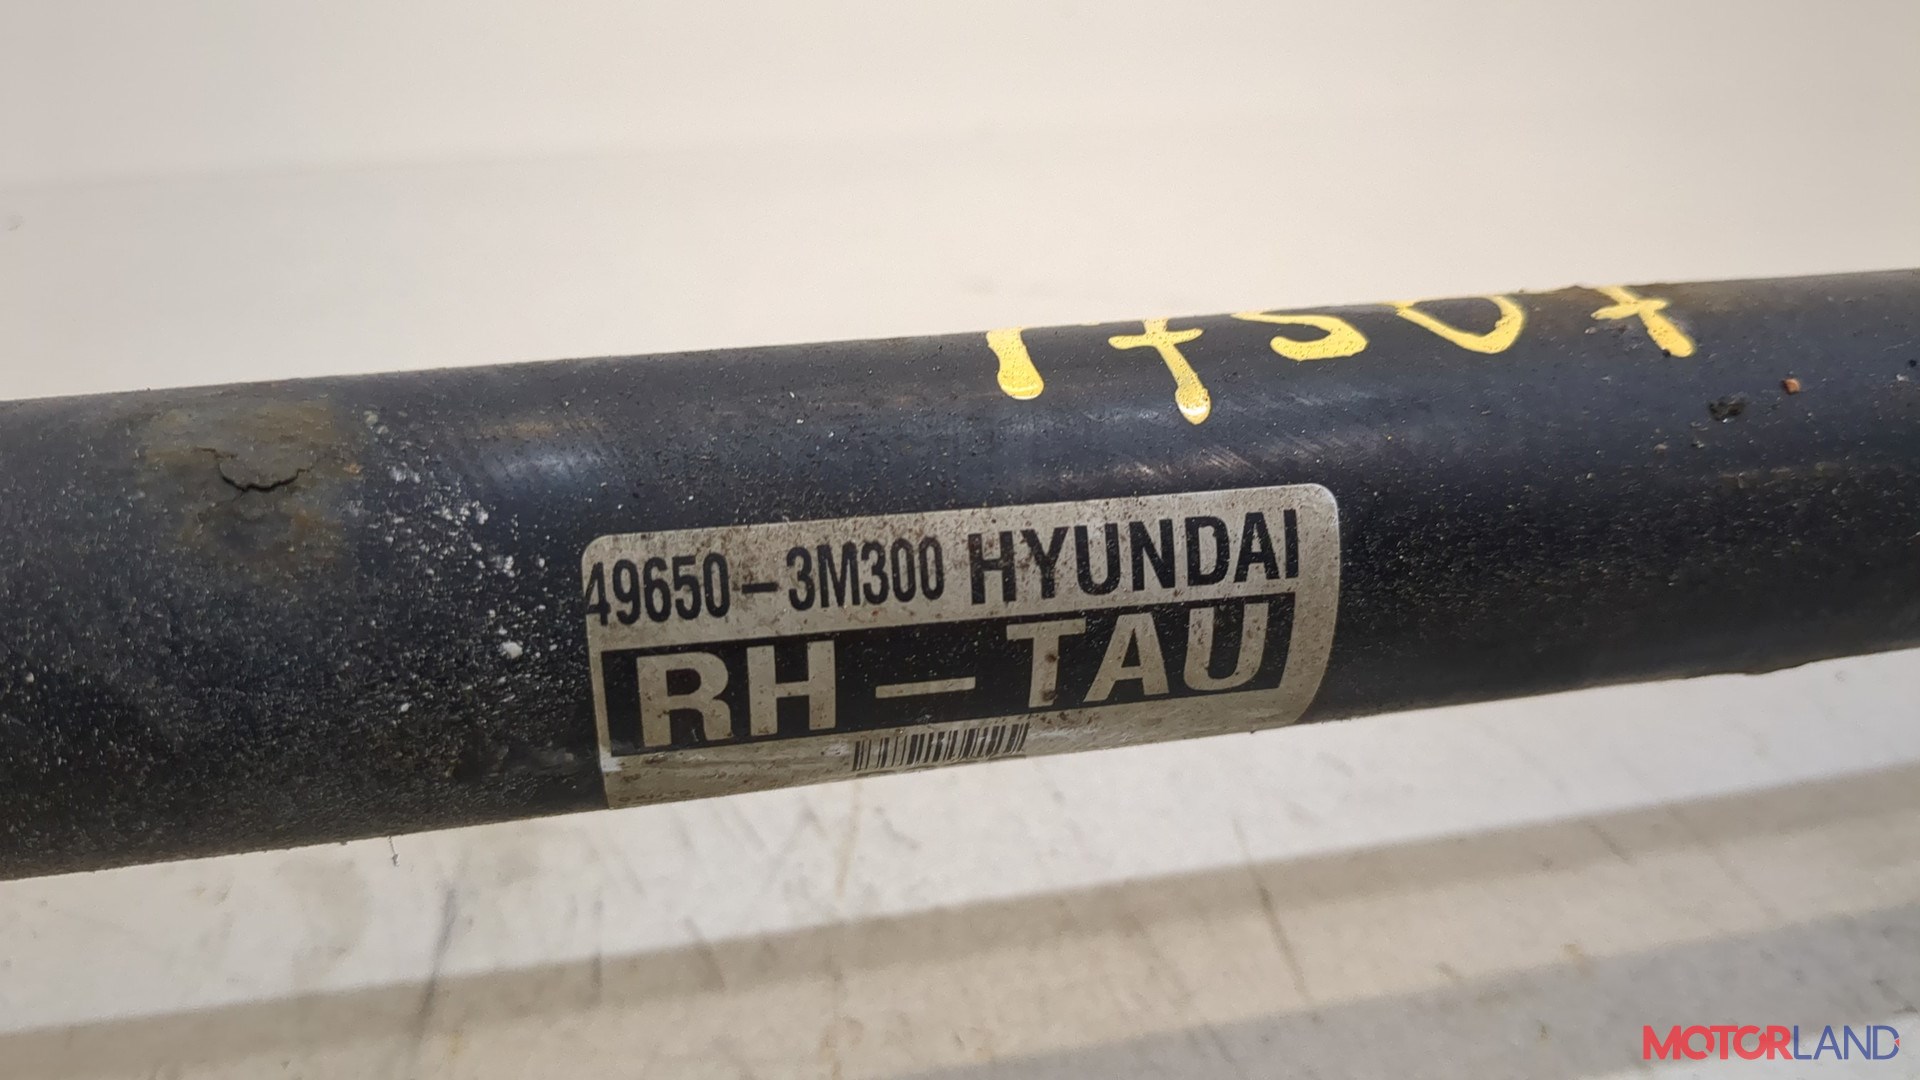 49650-3M300 HYUNDAI
RH-TAU
MOTORLAND